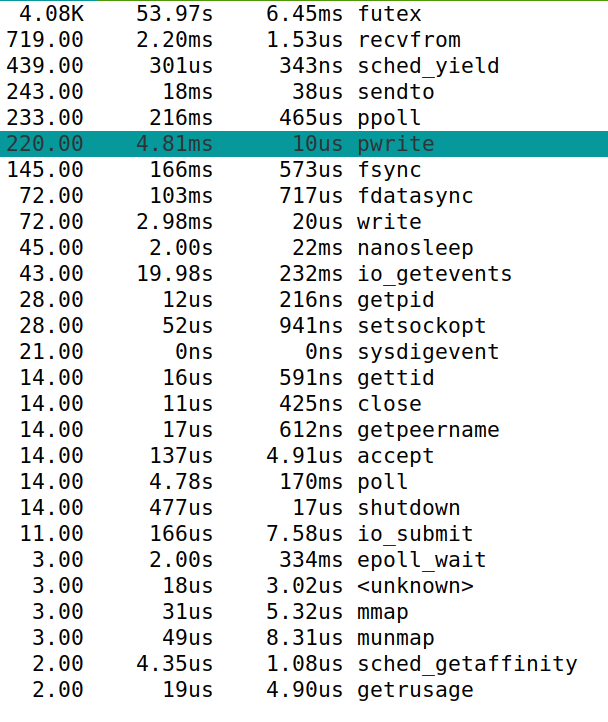 4.08K 53.97s 6.45ms futex
719.00 2.20ms 1.53us recvfrom
439.00 301us 343ns sched_yield
243.00 18ms 38us sendto
233.00 216ms 465us ppoll
220.00 4.81ms 10us pwrite
145.00 166ms 573us fsync
72.00 103ms 717us fdatasync
72.00 2.98ms 20us write
45.00 2.00s 22ms nanosleep
43.00 19.98s 232ms io_getevents
28.00 12us 216ns getpid
28.00 52us 941ns setsockopt
21.00 0ns 0ns sysdigevent
14.00 16us 591ns gettid
14.00 11us 425ns close
14.00 17us 612ns getpeername
14.00 137us 4.91us accept
14.00 4.78s 170ms poll
14.00 477us 17us shutdown
11.00 166us 7.58us io_submit
3.00 2.00s 334ms epoll_wait
3.00 18us 3.02us <unknown>
3.00 31us 5.32us mmap
3.00 49us 8.31us munmap
2.00 4.35us 1.08us sched_getaffinity
2.00 19us 4.90us getrusage